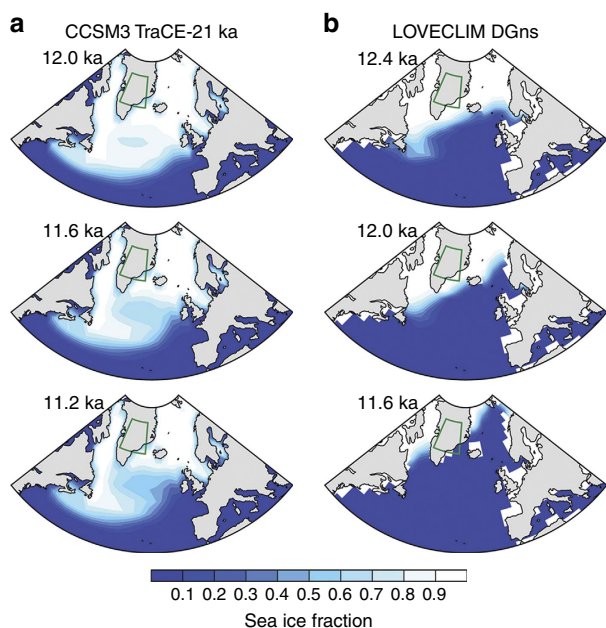 a CCSM3 TraCE-21 ka
b LOVECLIM DGns
12.0 ka
12.4 ka
11.6 ka
12.0 ka
11.2 ka
11.6 ka
0.1 0.2 0.3 0.4 0.5 0.6 0.7 0.8 0.9
Sea ice fraction